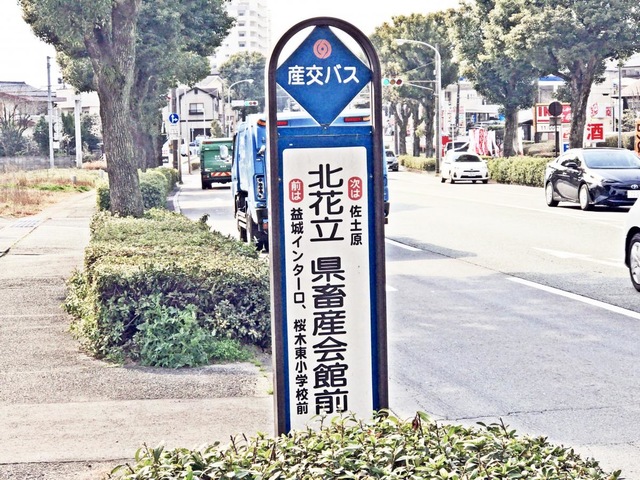 産交バス
次は 佐土原
北花立 県畜産会館前
前は 益城インター口、桜木東小学校前
酒